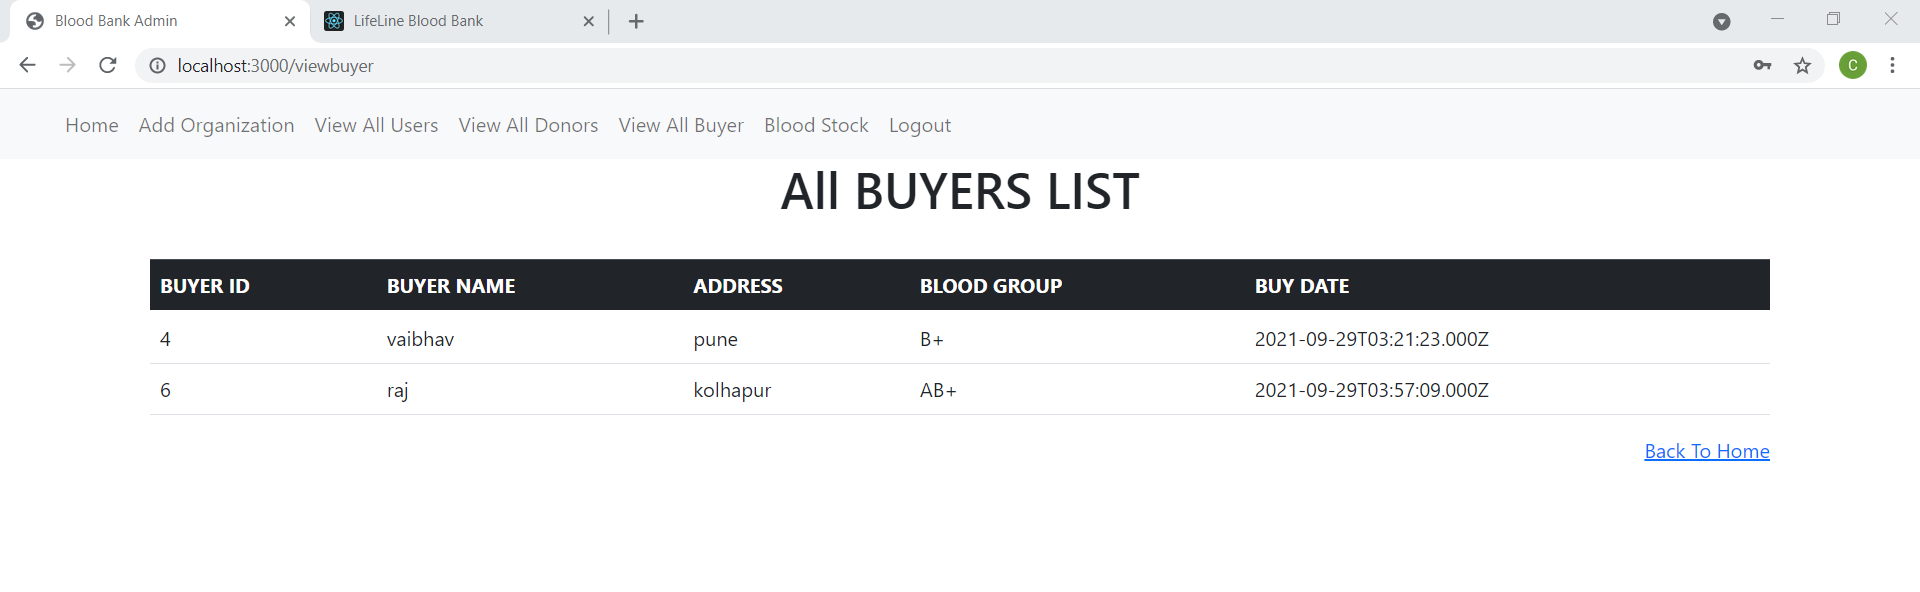 Blood Bank Admin LifeLine Blood Bank
localhost:3000/viewbuyer C
Home Add Organization View All Users View All Donors View All Buyer Blood Stock Logout
All BUYERS LIST
BUYER ID BUYER NAME ADDRESS BLOOD GROUP BUY DATE
4 vaibhav pune B+ 2021-09-29T03:21:23.000Z
6 raj kolhapur AB+ 2021-09-29T03:57:09.000Z
Back To Home